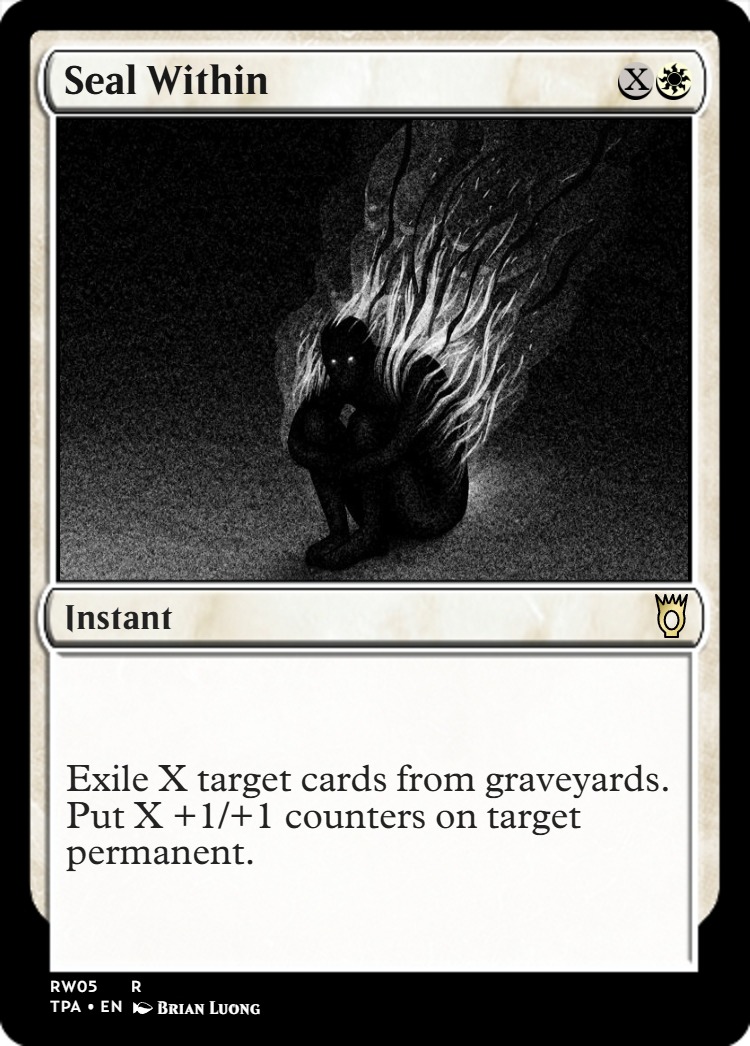 Seal Within X
Instant
Exile X target cards from graveyards.
Put X +1/+1 counters on target
permanent.
RW05 R
TPA • EN Brian Luong